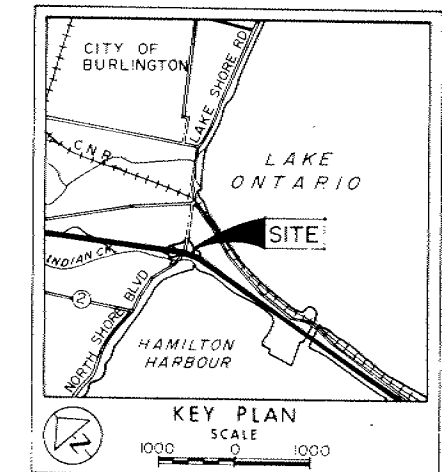 CITY OF
BURLINGTON
LAKE SHORE RD
LAKE
ONTARIO
C N R
SITE
INDIAN CK.
2
NORTH SHORE BLVD
HAMILTON
HARBOUR
KEY PLAN
SCALE
1000 0 1000
N